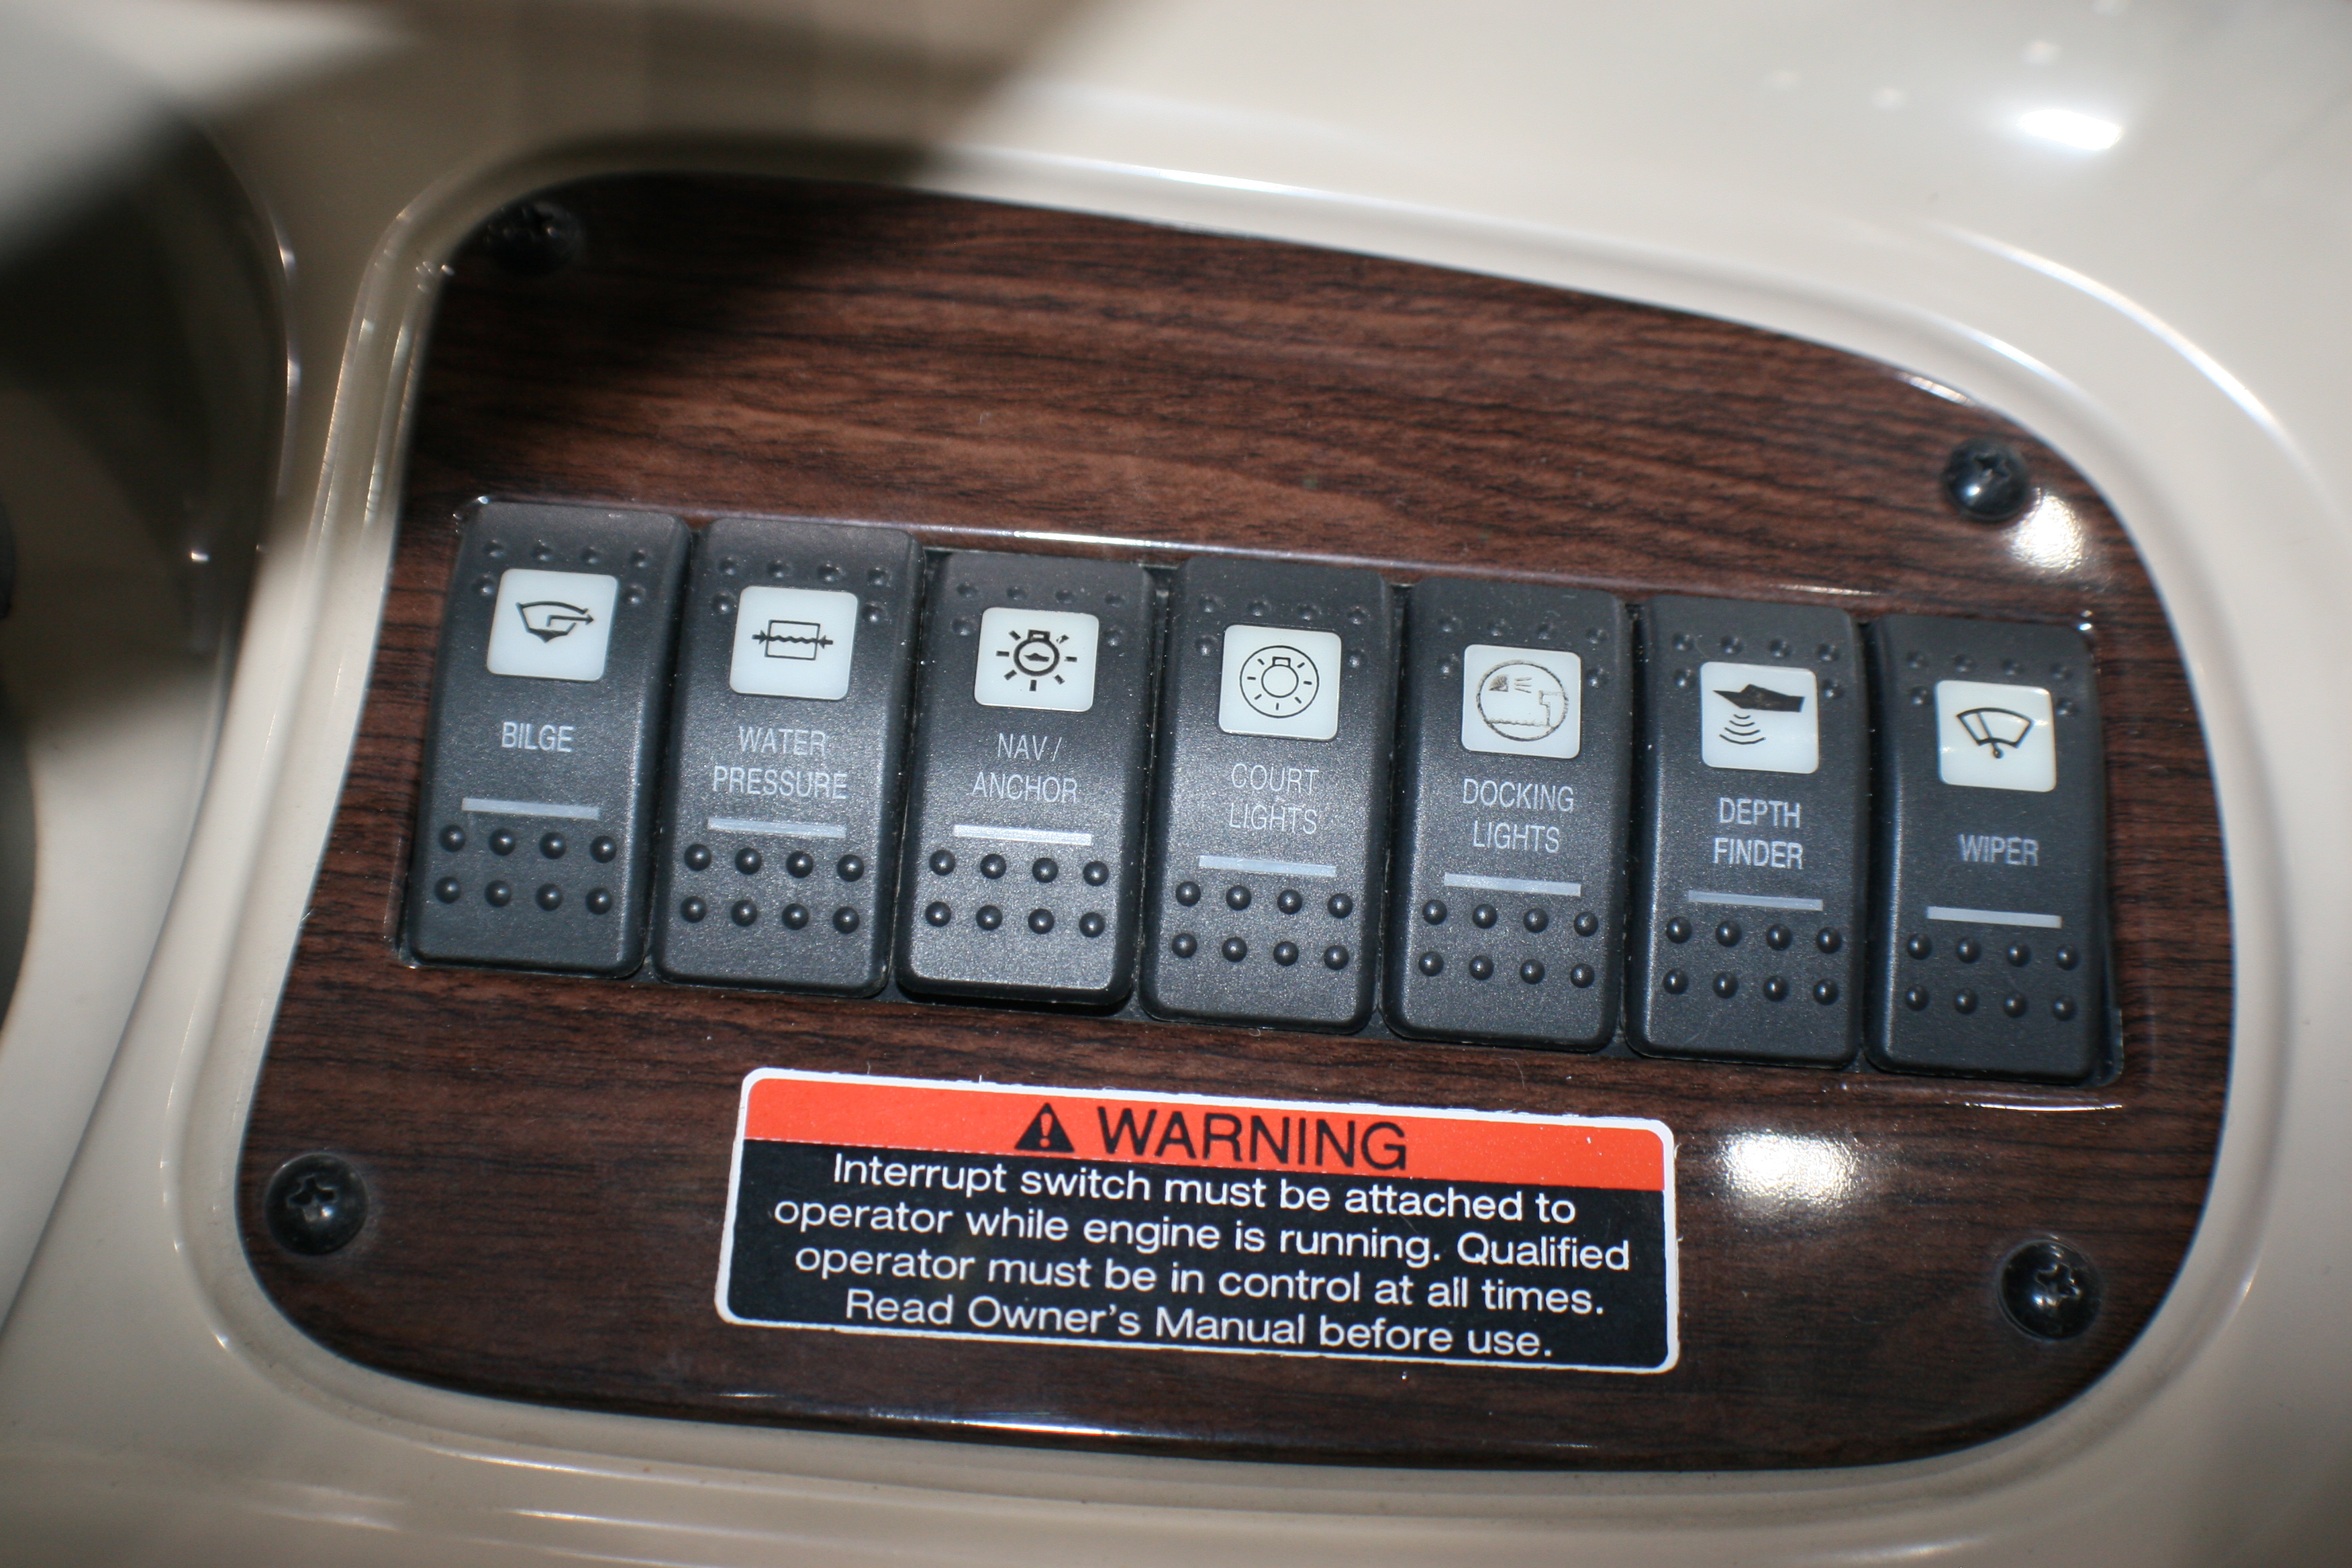 BILGE
WATER
PRESSURE
NAV /
ANCHOR
COURT
LIGHTS
DOCKING
LIGHTS
DEPTH
FINDER
WIPER
WARNING
Interrupt switch must be attached to
operator while engine is running. Qualified
operator must be in control at all times.
Read Owner's Manual before use.